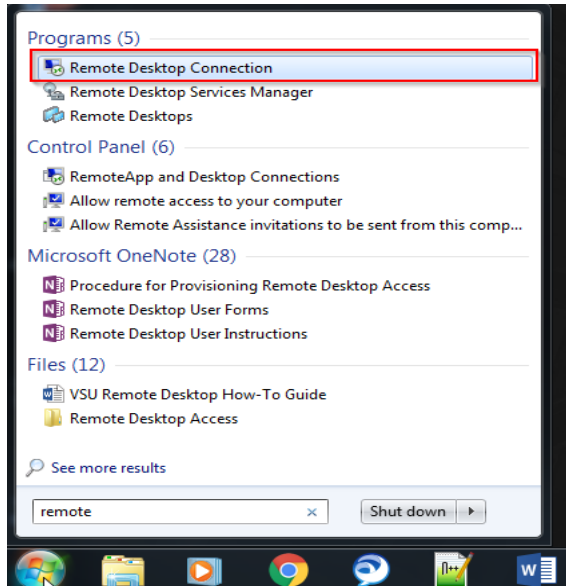 Programs (5)
Remote Desktop Connection
Remote Desktop Services Manager
Remote Desktops
Control Panel (6)
RemoteApp and Desktop Connections
Allow remote access to your computer
Allow Remote Assistance invitations to be sent from this comp...
Microsoft OneNote (28)
Procedure for Provisioning Remote Desktop Access
Remote Desktop User Forms
Remote Desktop User Instructions
Files (12)
VSU Remote Desktop How-To Guide
Remote Desktop Access
See more results
remote × Shut down